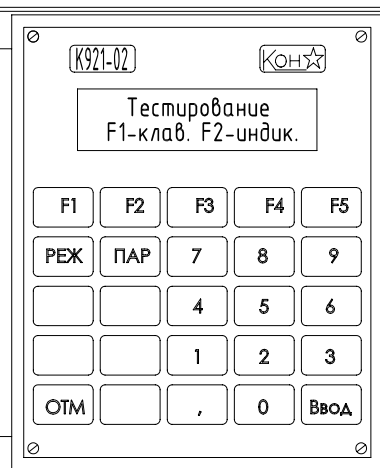 К921-02
Кон☆
Тестирование
F1-клав. F2-индик.
F1 F2 F3 F4 F5
РЕЖ ПАР 7 8 9
4 5 6
1 2 3
ОТМ , 0 Ввод